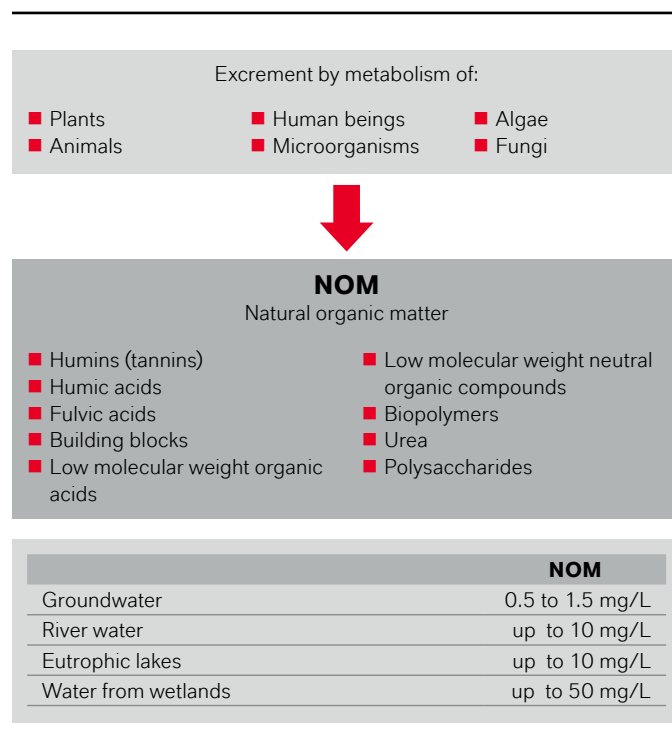 Excrement by metabolism of:
Plants
Animals
Human beings
Microorganisms
Algae
Fungi
NOM
Natural organic matter
Humins (tannins)
Humic acids
Fulvic acids
Building blocks
Low molecular weight organic
acids
Low molecular weight neutral
organic compounds
Biopolymers
Urea
Polysaccharides
NOM
Groundwater 0.5 to 1.5 mg/L
River water up to 10 mg/L
Eutrophic lakes up to 10 mg/L
Water from wetlands up to 50 mg/L